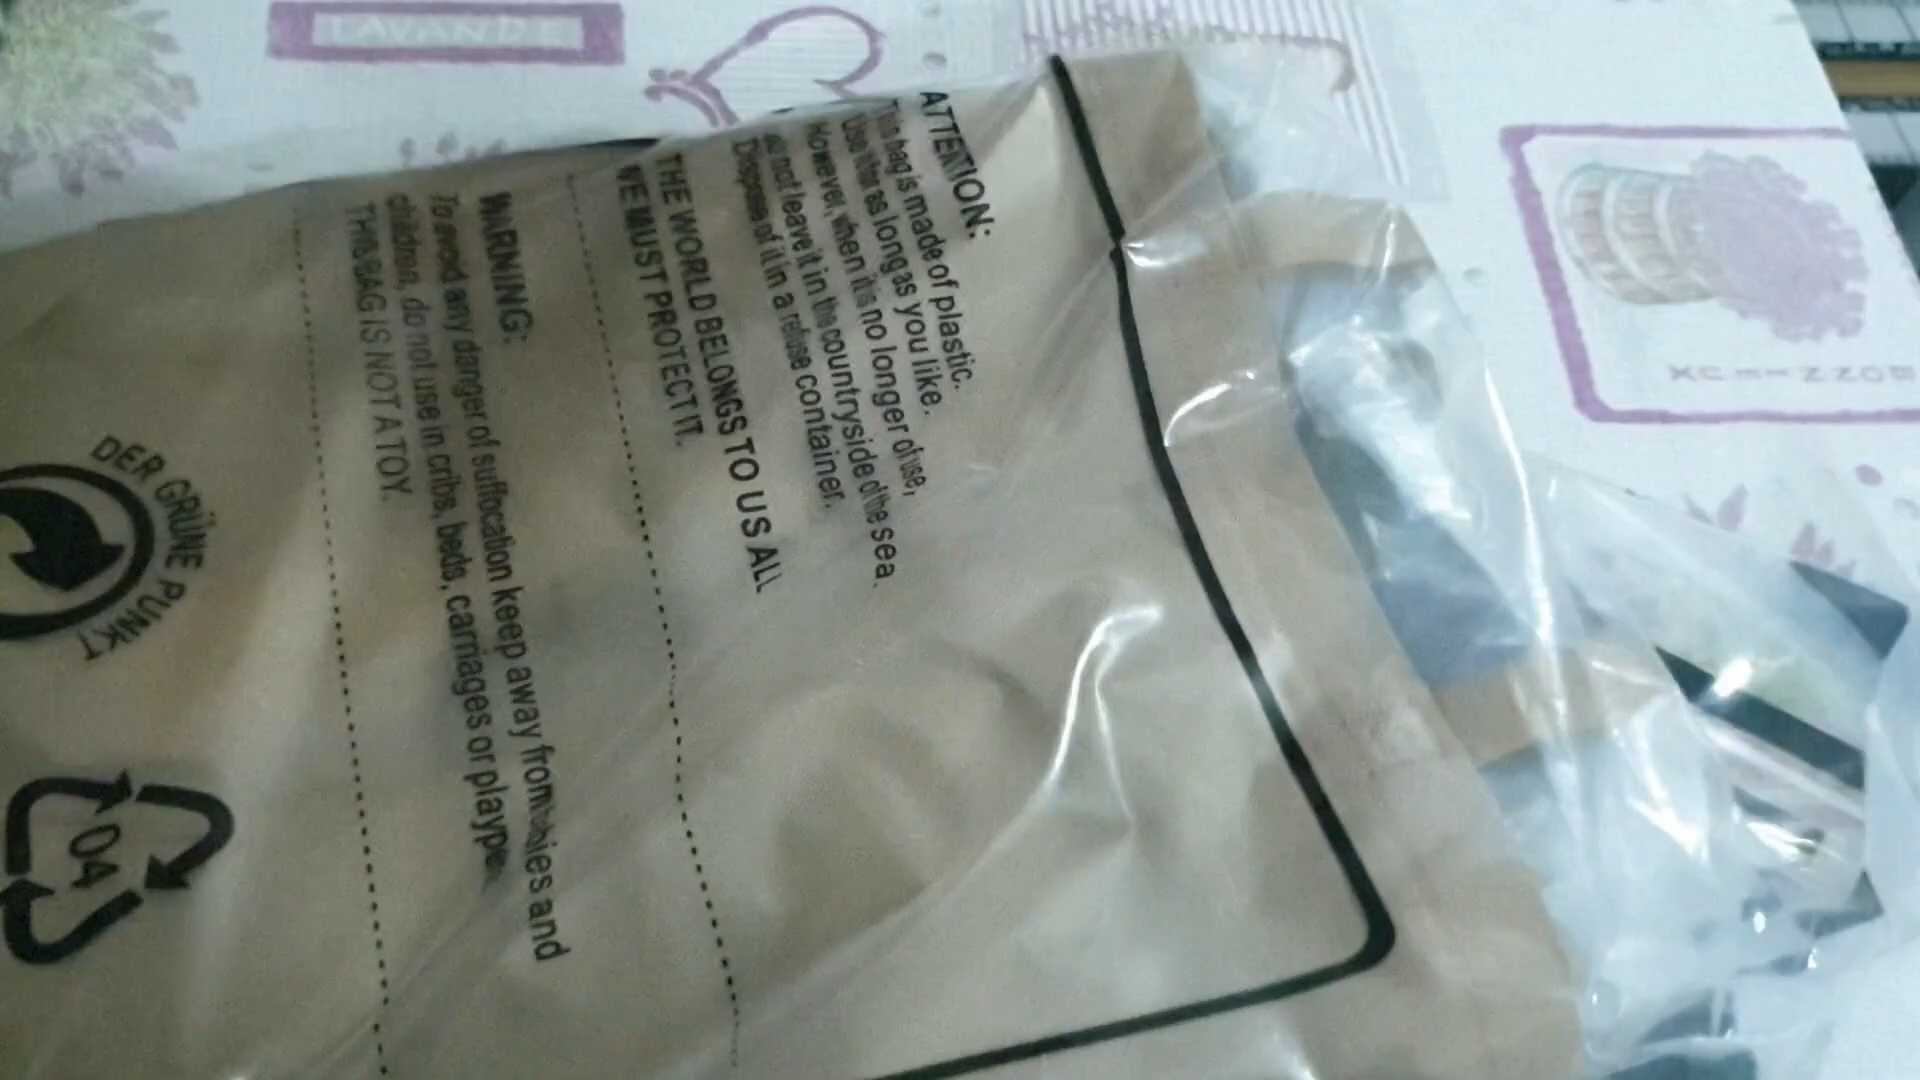 ATTENTION:
This bag is made of plastic.
Use it as long as you like.
However, when it is no longer of use,
do not leave it in the countryside of the sea.
Dispose of it in a refuse container.
THE WORLD BELONGS TO US ALL
WE MUST PROTECT IT.
WARNING:
To avoid any danger of suffocation keep away from babies and
children, do not use in cribs, beds, carriages or
THIS BAG IS NOT A TOY.
DER GRÜNE PUNKT
04
LAVANDE